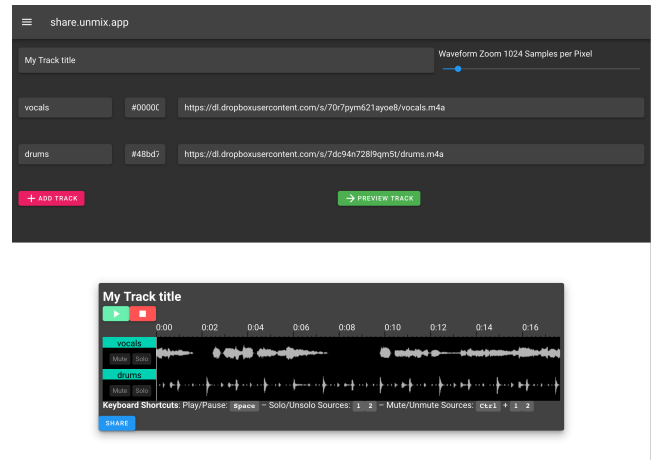 share.unmix.app
My Track title
Waveform Zoom 1024 Samples per Pixel
vocals #0000C https://dl.dropboxusercontent.com/s/70r7pym621ayoe8/vocals.m4a
drums #48bd7 https://dl.dropboxusercontent.com/s/7dc94n728l9qm5t/drums.m4a
+ ADD TRACK
→ PREVIEW TRACK
My Track title
0:00 0:02 0:04 0:06 0:08 0:10 0:12 0:14 0:16
vocals
Mute Solo
drums
Mute Solo
Keyboard Shortcuts: Play/Pause: Space – Solo/Unsolo Sources: 1 2 – Mute/Unmute Sources: Ctrl + 1 2
SHARE